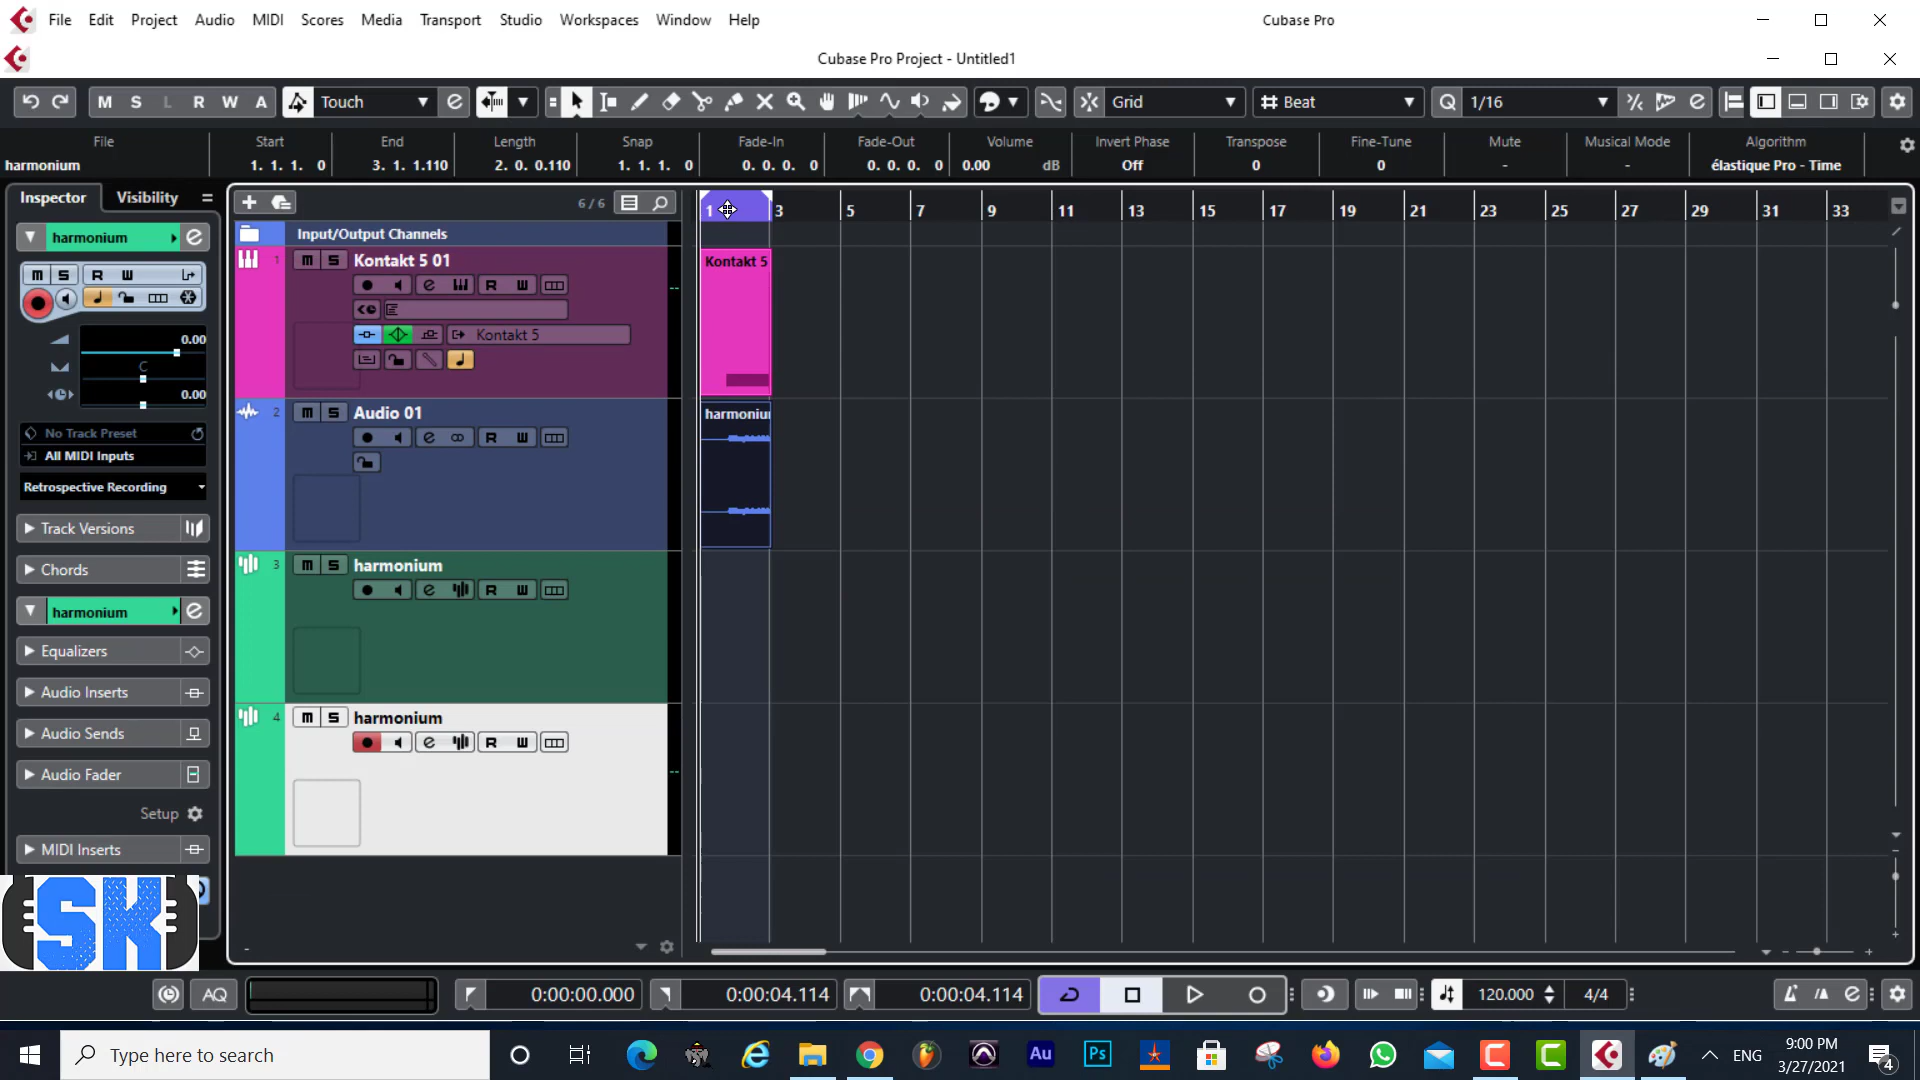 File Edit Project Audio MIDI Scores Media Transport Studio Workspaces Window Help Cubase Pro
Cubase Pro Project - Untitled1
M S L R W A Touch Grid Beat Q 1/16
File Start End Length Snap Fade-In Fade-Out Volume Invert Phase Transpose Fine-Tune Mute Musical Mode Algorithm
harmonium 1. 1. 1. 0 3. 1. 1.110 2. 0. 0.110 1. 1. 1. 0 0. 0. 0. 0 0. 0. 0. 0 0.00 dB Off 0 0 - - élastique Pro - Time
Inspector Visibility
6/6
1 3 5 7 9 11 13 15 17 19 21 23 25 27 29 31 33
harmonium
Input/Output Channels
m S R W
1 m S Kontakt 5 01
R W
Kontakt 5
Kontakt 5
0.00
C
0.00
No Track Preset
All MIDI Inputs
Retrospective Recording
2 m S Audio 01
R W
harmoniu
Track Versions
Chords
harmonium
Equalizers
Audio Inserts
Audio Sends
Audio Fader
Setup
MIDI Inserts
3 m S harmonium
R W
4 m S harmonium
R W
SK
AQ 0:00:00.000 0:00:04.114 0:00:04.114 120.000 4/4
Type here to search
Au
Ps
ENG
9:00 PM
3/27/2021
4